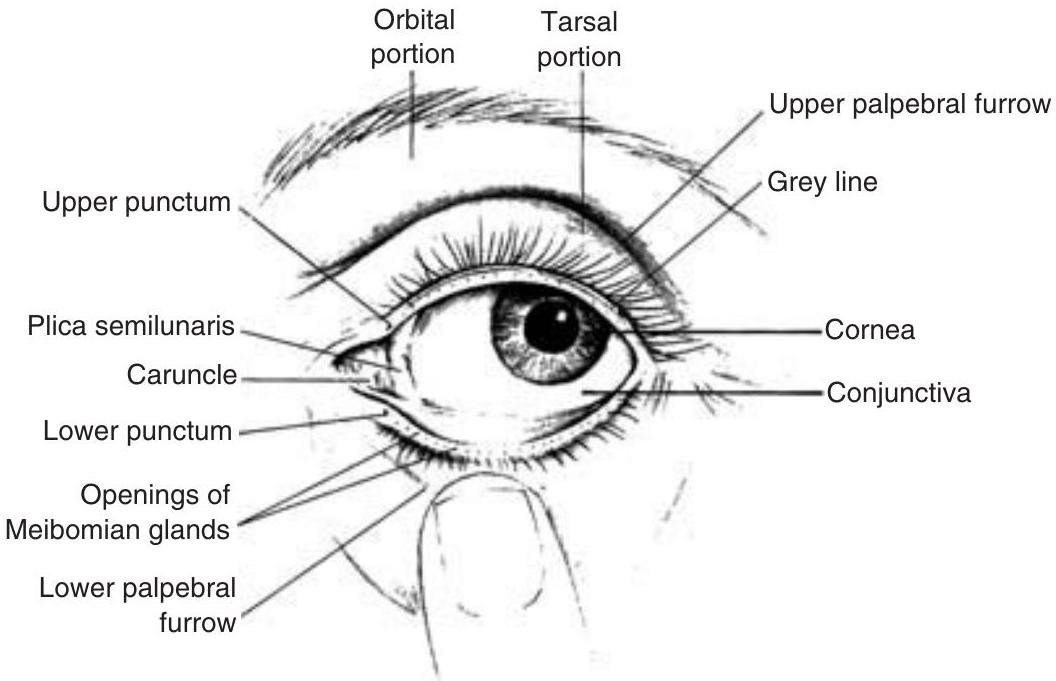 Orbital
portion
Tarsal
portion
Upper palpebral furrow
Grey line
Upper punctum
Plica semilunaris
Cornea
Caruncle
Conjunctiva
Lower punctum
Openings of
Meibomian glands
Lower palpebral
furrow